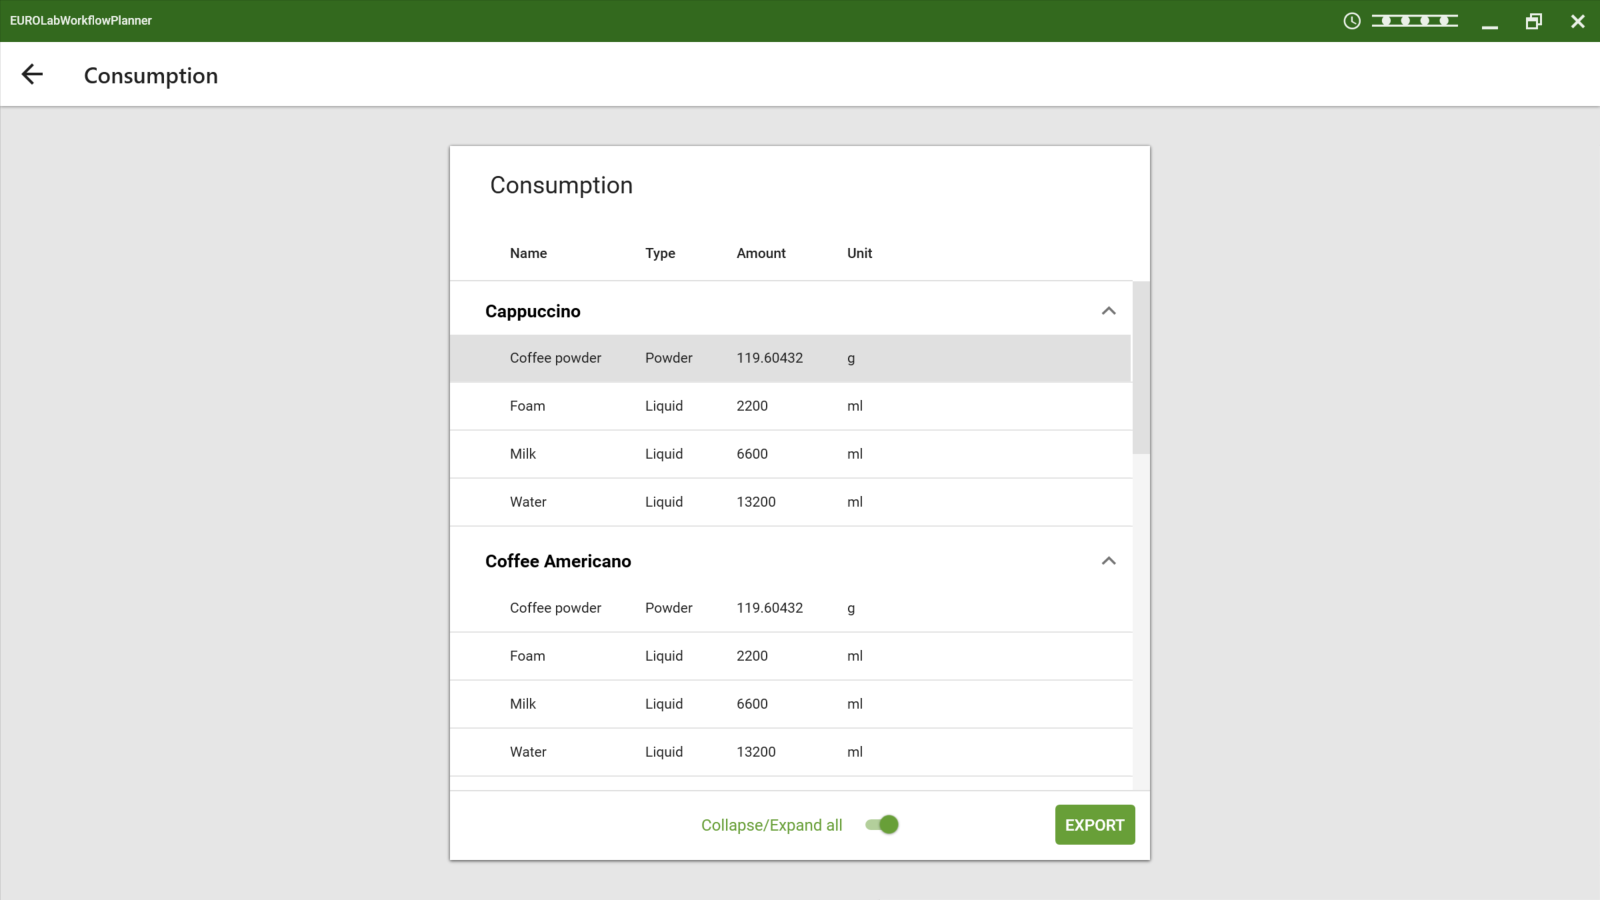 EUROLabWorkflowPlanner
Consumption
Consumption
Name Type Amount Unit
Cappuccino
Coffee powder Powder 119.60432 g
Foam Liquid 2200 ml
Milk Liquid 6600 ml
Water Liquid 13200 ml
Coffee Americano
Coffee powder Powder 119.60432 g
Foam Liquid 2200 ml
Milk Liquid 6600 ml
Water Liquid 13200 ml
Collapse/Expand all
EXPORT